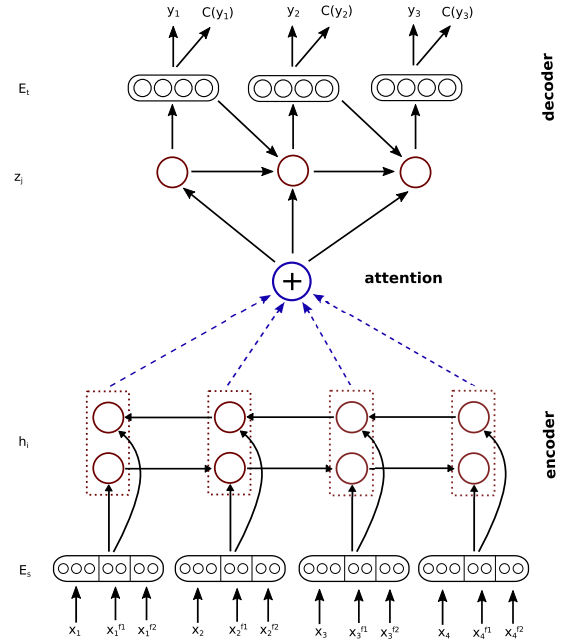 y1 C(y1) y2 C(y2) y3 C(y3)
Et
decoder
zj
+
attention
hi
encoder
Es
x1 x1f1 x1f2 x2 x2f1 x2f2 x3 x3f1 x3f2 x4 x4f1 x4f2